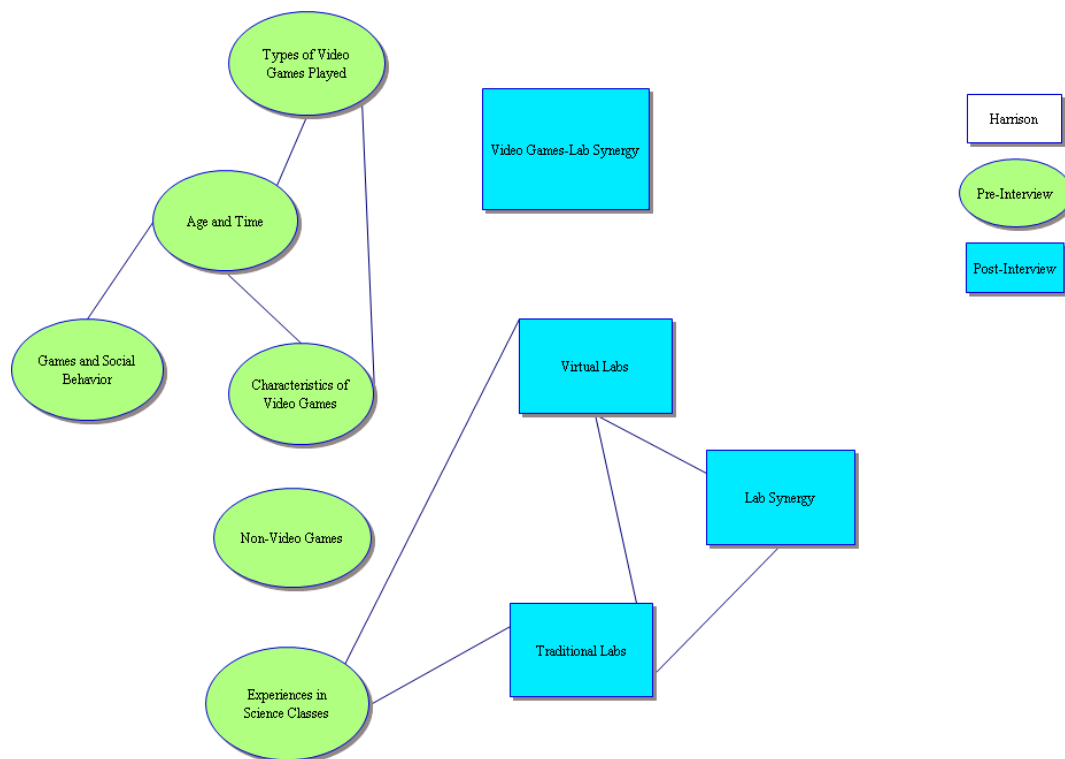 Types of Video
Games Played
Video Games-Lab Synergy
Harrison
Pre-Interview
Age and Time
Post-Interview
Games and Social
Behavior
Characteristics of
Video Games
Virtual Labs
Lab Synergy
Non-Video Games
Traditional Labs
Experiences in
Science Classes